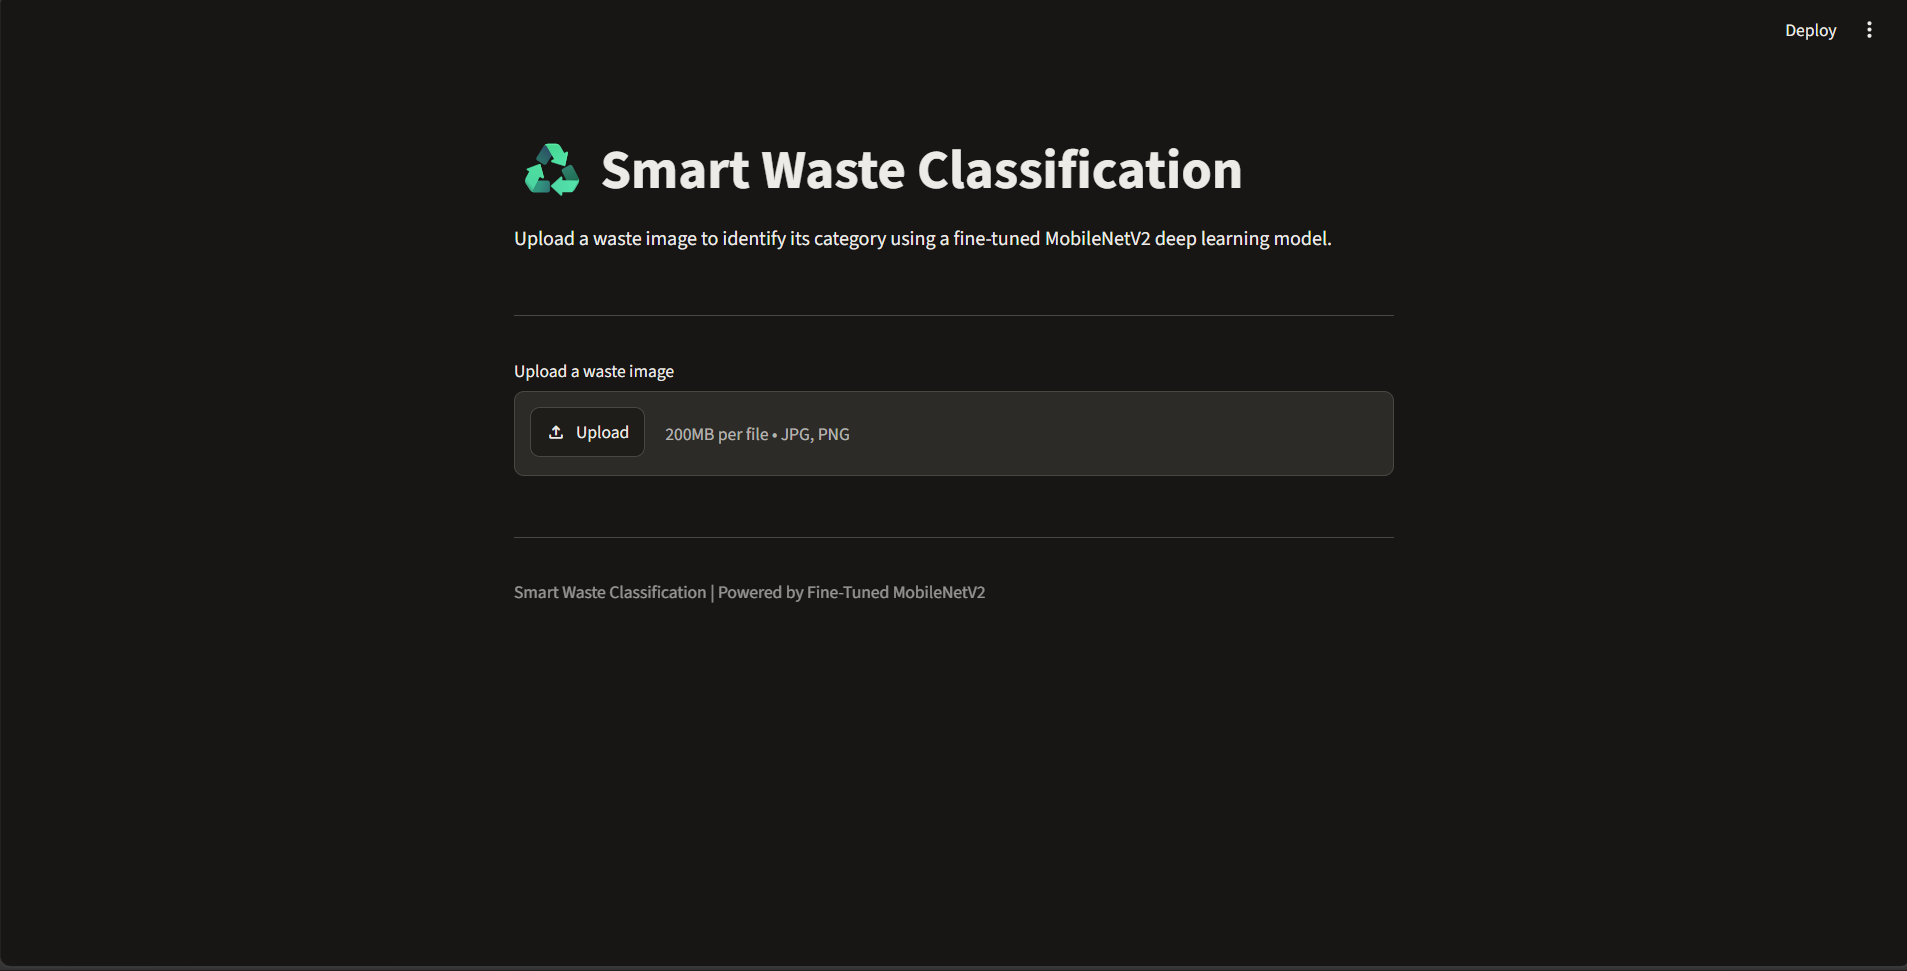 Deploy
Smart Waste Classification
Upload a waste image to identify its category using a fine-tuned MobileNetV2 deep learning model.
Upload a waste image
Upload
200MB per file • JPG, PNG
Smart Waste Classification | Powered by Fine-Tuned MobileNetV2